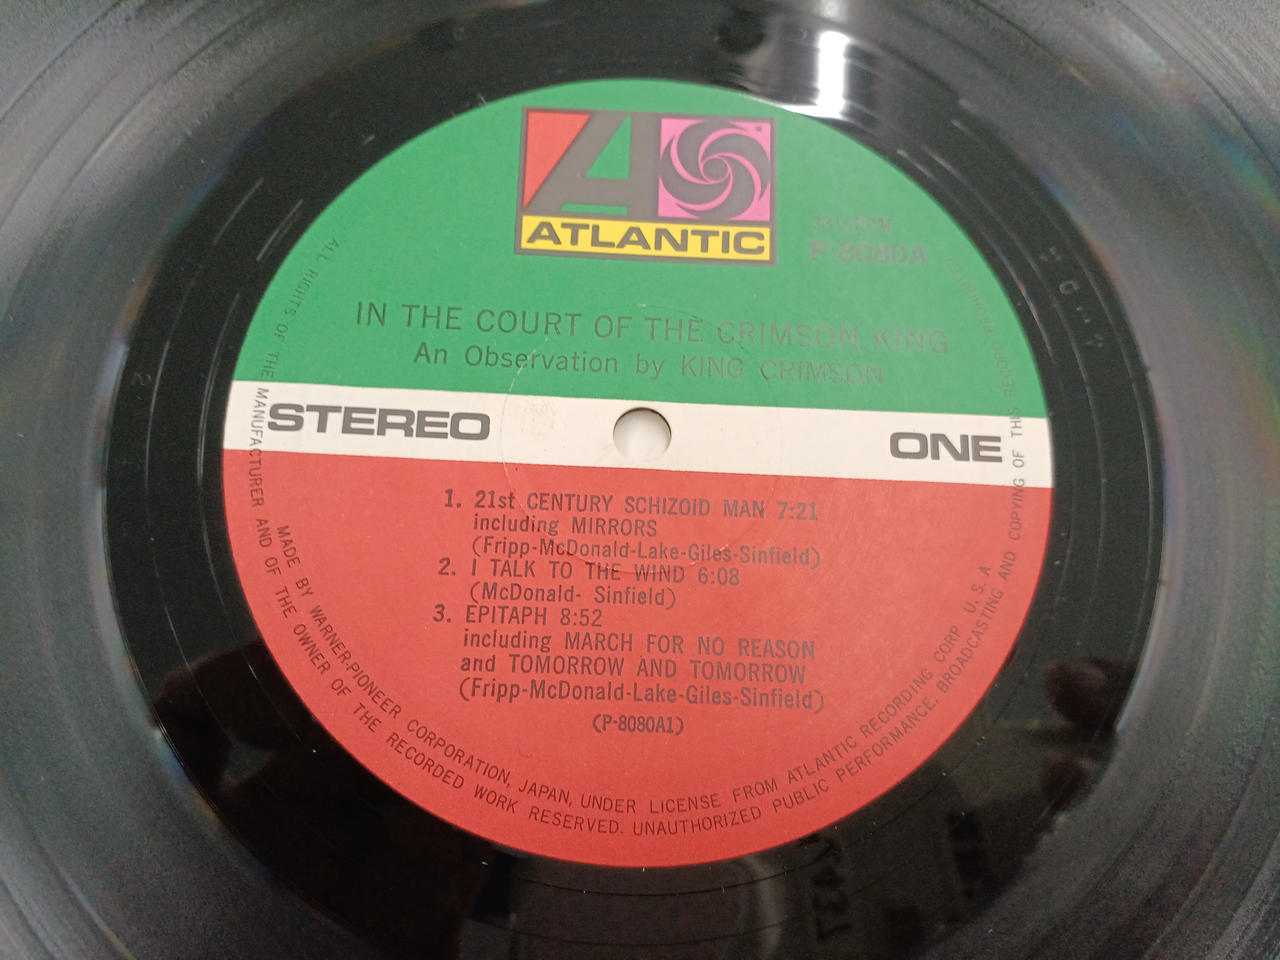 ATLANTIC
33⅓ RPM
P-8080A
IN THE COURT OF THE CRIMSON KING
An Observation by KING CRIMSON
STEREO
ONE
1. 21st CENTURY SCHIZOID MAN 7:21
including MIRRORS
(Fripp-McDonald-Lake-Giles-Sinfield)
2. I TALK TO THE WIND 6:08
(McDonald- Sinfield)
3. EPITAPH 8:52
including MARCH FOR NO REASON
and TOMORROW AND TOMORROW
(Fripp-McDonald-Lake-Giles-Sinfield)
(P-8080A1)
MADE BY WARNER-PIONEER CORPORATION, JAPAN, UNDER LICENSE FROM ATLANTIC RECORDING CORP. U. S. A
ALL RIGHTS OF THE MANUFACTURER AND OF THE OWNER OF THE RECORDED WORK RESERVED. UNAUTHORIZED PUBLIC PERFORMANCE, BROADCASTING AND COPYING OF THIS RECORD PROHIBITED